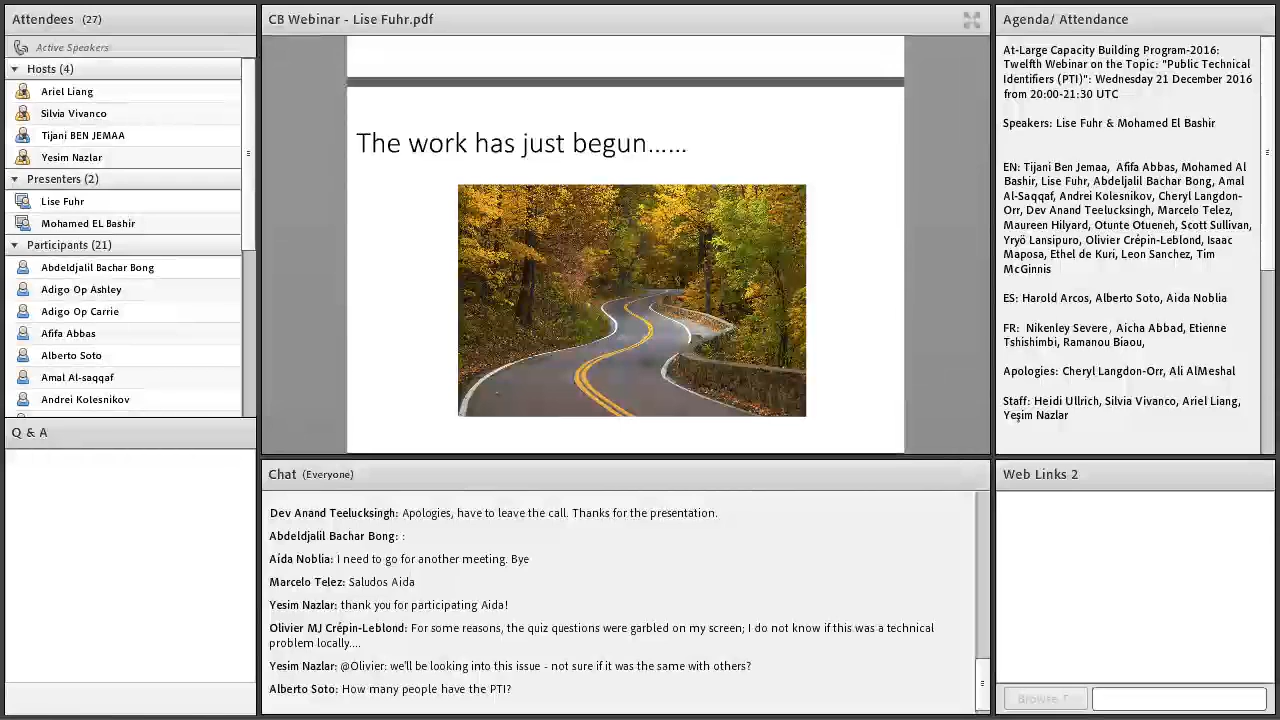 Attendees (27)
Active Speakers
Hosts (4)
Ariel Liang
Silvia Vivanco
Tijani BEN JEMAA
Yesim Nazlar
Presenters (2)
Lise Fuhr
Mohamed EL Bashir
Participants (21)
Abdeldjalil Bachar Bong
Adigo Op Ashley
Adigo Op Carrie
Afifa Abbas
Alberto Soto
Amal Al-saqqaf
Andrei Kolesnikov
Q & A
CB Webinar - Lise Fuhr.pdf
The work has just begun......
Chat (Everyone)
Dev Anand Teelucksingh: Apologies, have to leave the call. Thanks for the presentation.
Abdeldjalil Bachar Bong: :
Aída Noblia: I need to go for another meeting. Bye
Marcelo Telez: Saludos Aida
Yesim Nazlar: thank you for participating Aida!
Olivier MJ Crépin-Leblond: For some reasons, the quiz questions were garbled on my screen; I do not know if this was a technical
problem locally....
Yesim Nazlar: @Olivier: we'll be looking into this issue - not sure if it was the same with others?
Alberto Soto: How many people have the PTI?
Agenda/ Attendance
At-Large Capacity Building Program-2016:
Twelfth Webinar on the Topic: "Public Technical
Identifiers (PTI)": Wednesday 21 December 2016
from 20:00-21:30 UTC
Speakers: Lise Fuhr & Mohamed El Bashir
EN: Tijani Ben Jemaa, Afifa Abbas, Mohamed Al
Bashir, Lise Fuhr, Abdeljalil Bachar Bong, Amal
Al-Saqqaf, Andrei Kolesnikov, Cheryl Langdon-
Orr, Dev Anand Teelucksingh, Marcelo Telez,
Maureen Hilyard, Otunte Otueneh, Scott Sullivan,
Yryö Lansipuro, Olivier Crépin-Leblond, Isaac
Maposa, Ethel de Kuri, Leon Sanchez, Tim
McGinnis
ES: Harold Arcos, Alberto Soto, Aida Noblia
FR: Nikenley Severe, Aicha Abbad, Etienne
Tshishimbi, Ramanou Biaou,
Apologies: Cheryl Langdon-Orr, Ali AlMeshal
Staff: Heidi Ullrich, Silvia Vivanco, Ariel Liang,
Yeşim Nazlar
Web Links 2